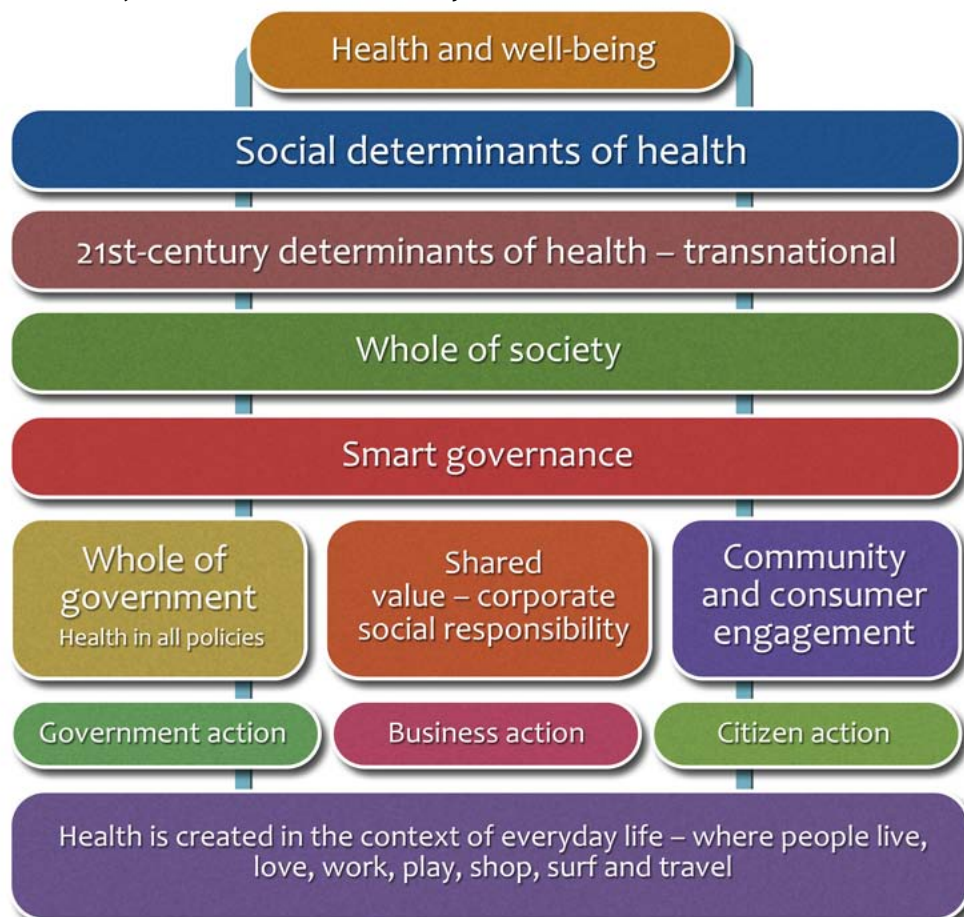 Health and well-being
Social determinants of health
21st-century determinants of health – transnational
Whole of society
Smart governance
Whole of
government
Health in all policies
Shared
value – corporate
social responsibility
Community
and consumer
engagement
Government action
Business action
Citizen action
Health is created in the context of everyday life – where people live,
love, work, play, shop, surf and travel